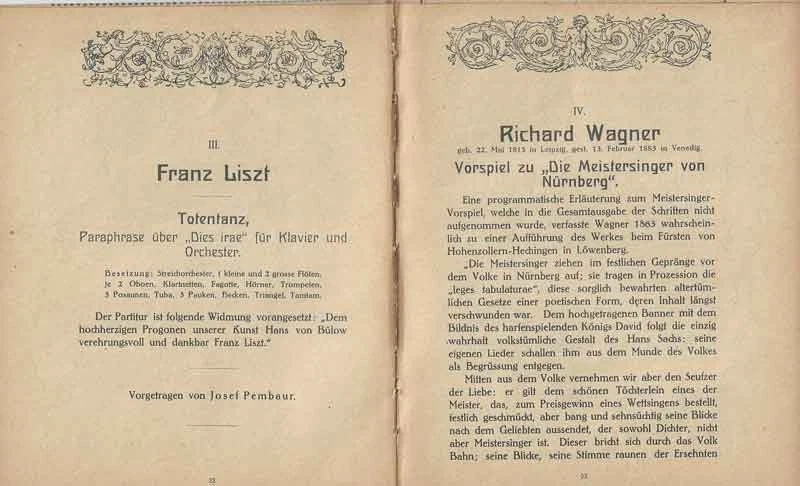 III.
Franz Liszt
Totentanz,
Paraphrase über „Dies irae“ für Klavier und
Orchester.
Besetzung: Streichorchester, 1 kleine und 2 grosse Flöten,
je 2 Oboen, Klarinetten, Fagotte, Hörner, Trompeten,
3 Posaunen, Tuba, 3 Pauken, Becken, Triangel, Tamtam.
Der Partitur ist folgende Widmung vorangesetzt: „Dem
hochherzigen Progonen unserer Kunst Hans von Bülow
verehrungsvoll und dankbar Franz Liszt.“
Vorgetragen von Josef Pembaur.
IV.
Richard Wagner
geb. 22. Mai 1813 in Leipzig, gest. 13. Februar 1883 in Venedig.
Vorspiel zu „Die Meistersinger von
Nürnberg“.
Eine programmatische Erläuterung zum Meistersinger-
Vorspiel, welche in die Gesamtausgabe der Schriften nicht
aufgenommen wurde, verfasste Wagner 1863 wahrschein-
lich zu einer Aufführung des Werkes beim Fürsten von
Hohenzollern-Hechingen in Löwenberg.
„Die Meistersinger ziehen im festlichen Gepränge vor
dem Volke in Nürnberg auf; sie tragen in Prozession die
„leges tabulaturae“, diese sorglich bewahrten altertüm-
lichen Gesetze einer poetischen Form, deren Inhalt längst
verschwunden war. Dem hochgetragenen Banner mit dem
Bildnis des harfenspielenden Königs David folgt die einzig
wahrhaft volkstümliche Gestalt des Hans Sachs: seine
eigenen Lieder schallen ihm aus dem Munde des Volkes
als Begrüssung entgegen.
Mitten aus dem Volke vernehmen wir aber den Seufzer
der Liebe: er gilt dem schönen Töchterlein eines der
Meister, das, zum Preisgewinn eines Wettsingens bestellt,
festlich geschmückt, aber bang und sehnsüchtig seine Blicke
nach dem Geliebten aussendet, der sowohl Dichter, nicht
aber Meistersinger ist. Dieser bricht sich durch das Volk
Bahn; seine Blicke, seine Stimme raunen der Ersehnten